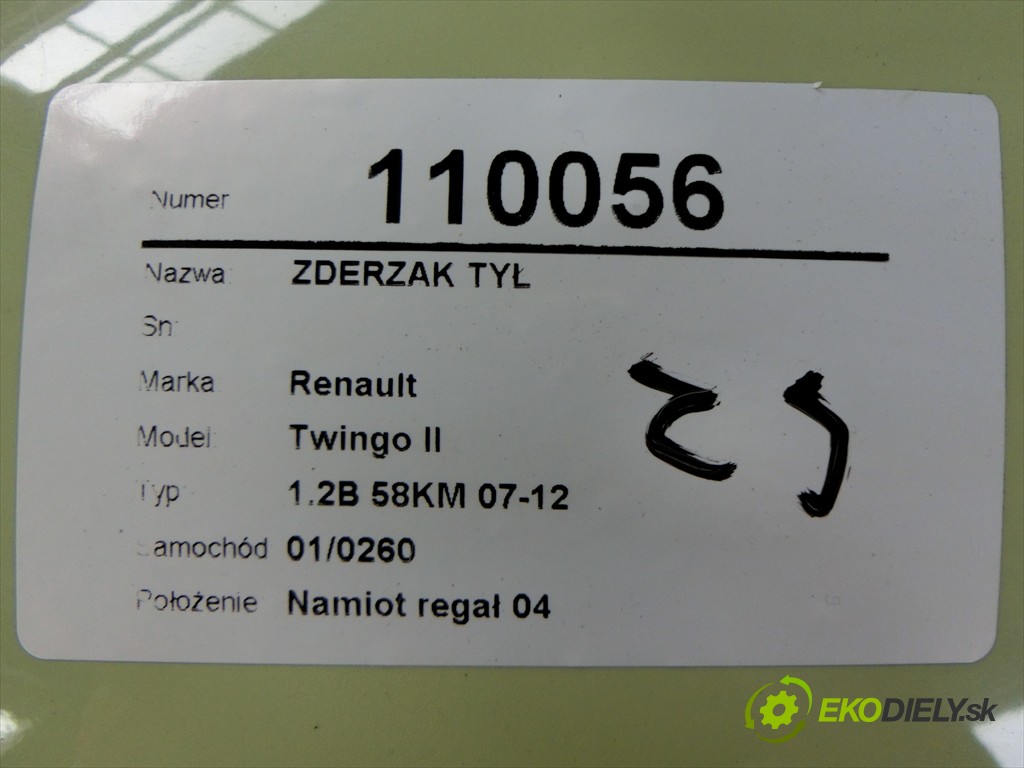 Numer 110056
Nazwa: ZDERZAK TYŁ
Sn:
Marka Renault
Model: Twingo II
Typ 1.2B 58KM 07-12
Samochód 01/0260
Położenie Namiot regał 04
EKODIELY.sk